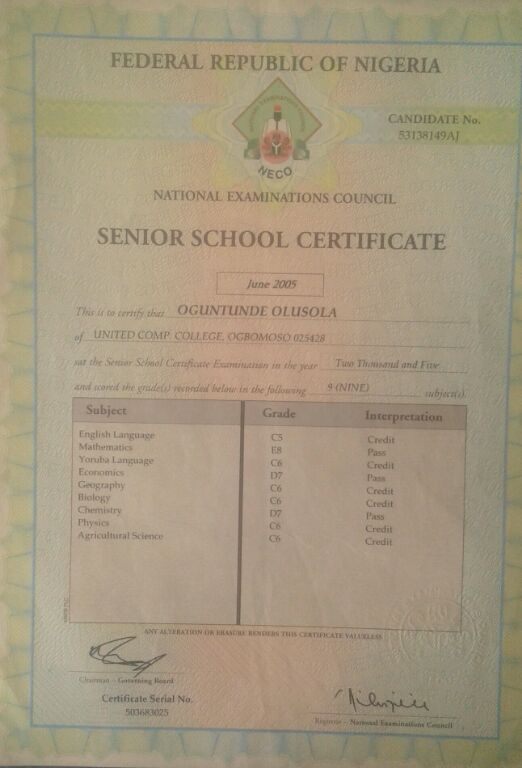 FEDERAL REPUBLIC OF NIGERIA
CANDIDATE No.
53138149AJ
NECO
NATIONAL EXAMINATIONS COUNCIL
SENIOR SCHOOL CERTIFICATE
June 2005
This is to certify that OGUNTUNDE OLUSOLA
of UNITED COMP. COLLEGE, OGBOMOSO 025428
sat the Senior School Certificate Examination in the year Two Thousand and Five
and scored the grade(s) recorded below in the following 9 (NINE) subject(s).
Subject Grade Interpretation
English Language C5 Credit
Mathematics E8 Pass
Yoruba Language C6 Credit
Economics D7 Pass
Geography C6 Credit
Biology C6 Credit
Chemistry D7 Pass
Physics C6 Credit
Agricultural Science C6 Credit
ANY ALTERATION OR ERASURE RENDERS THIS CERTIFICATE VALUELESS
Chairman – Governing Board
Certificate Serial No.
503683025
Registrar – National Examinations Council